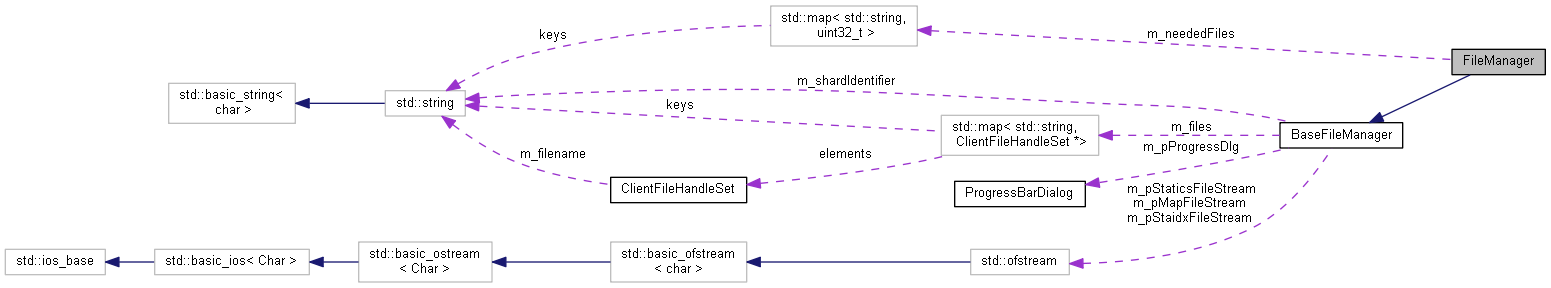 std::map< std::string,
uint32_t >
keys
m_neededFiles
FileManager
std::basic_string<
char >
std::string
m_shardIdentifier
keys
std::map< std::string,
ClientFileHandleSet *>
m_files
m_pProgressDlg
BaseFileManager
m_filename
elements
ClientFileHandleSet
ProgressBarDialog
m_pStaticsFileStream
m_pMapFileStream
m_pStaidxFileStream
std::ios_base
std::basic_ios< Char >
std::basic_ostream
< Char >
std::basic_ofstream
< char >
std::ofstream